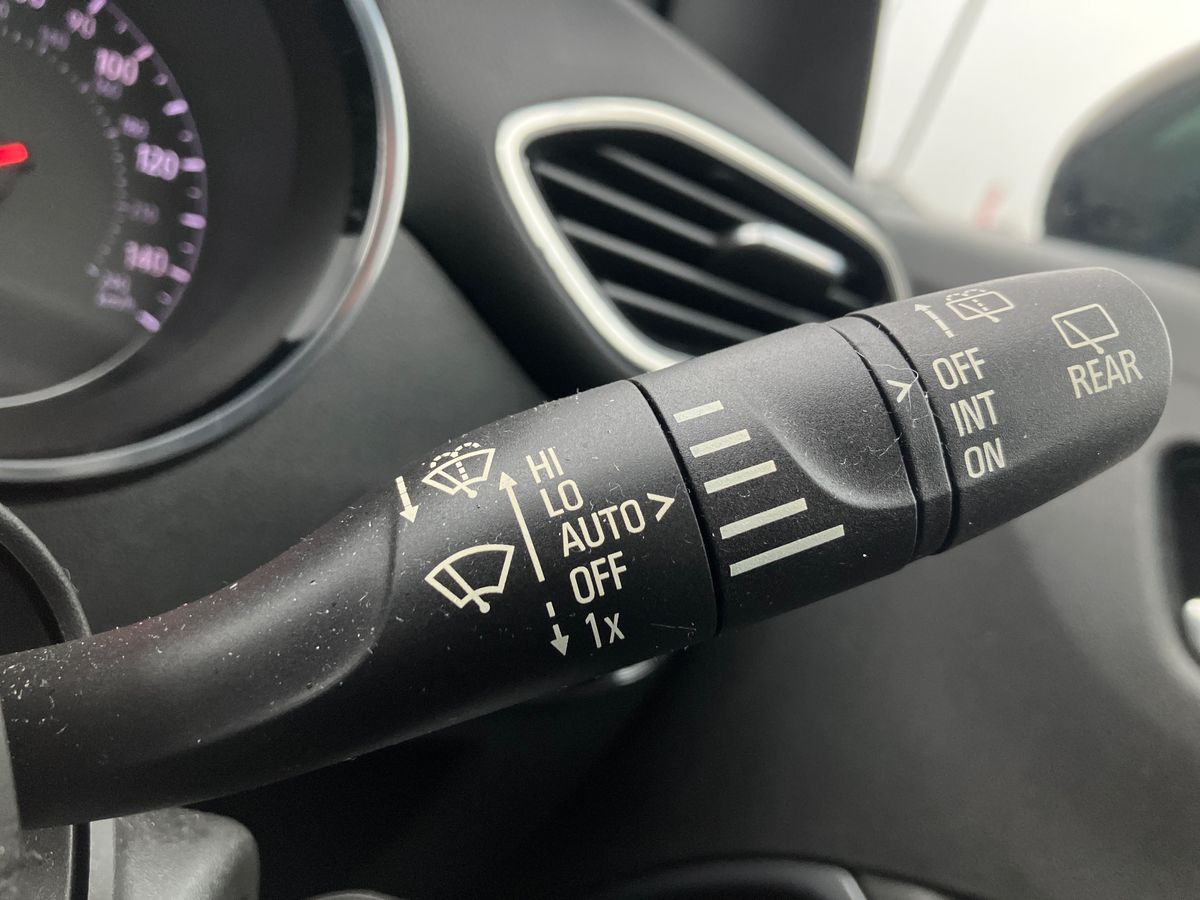 100
120
140
HI
LO
AUTO
OFF
1x
OFF
INT
ON
REAR